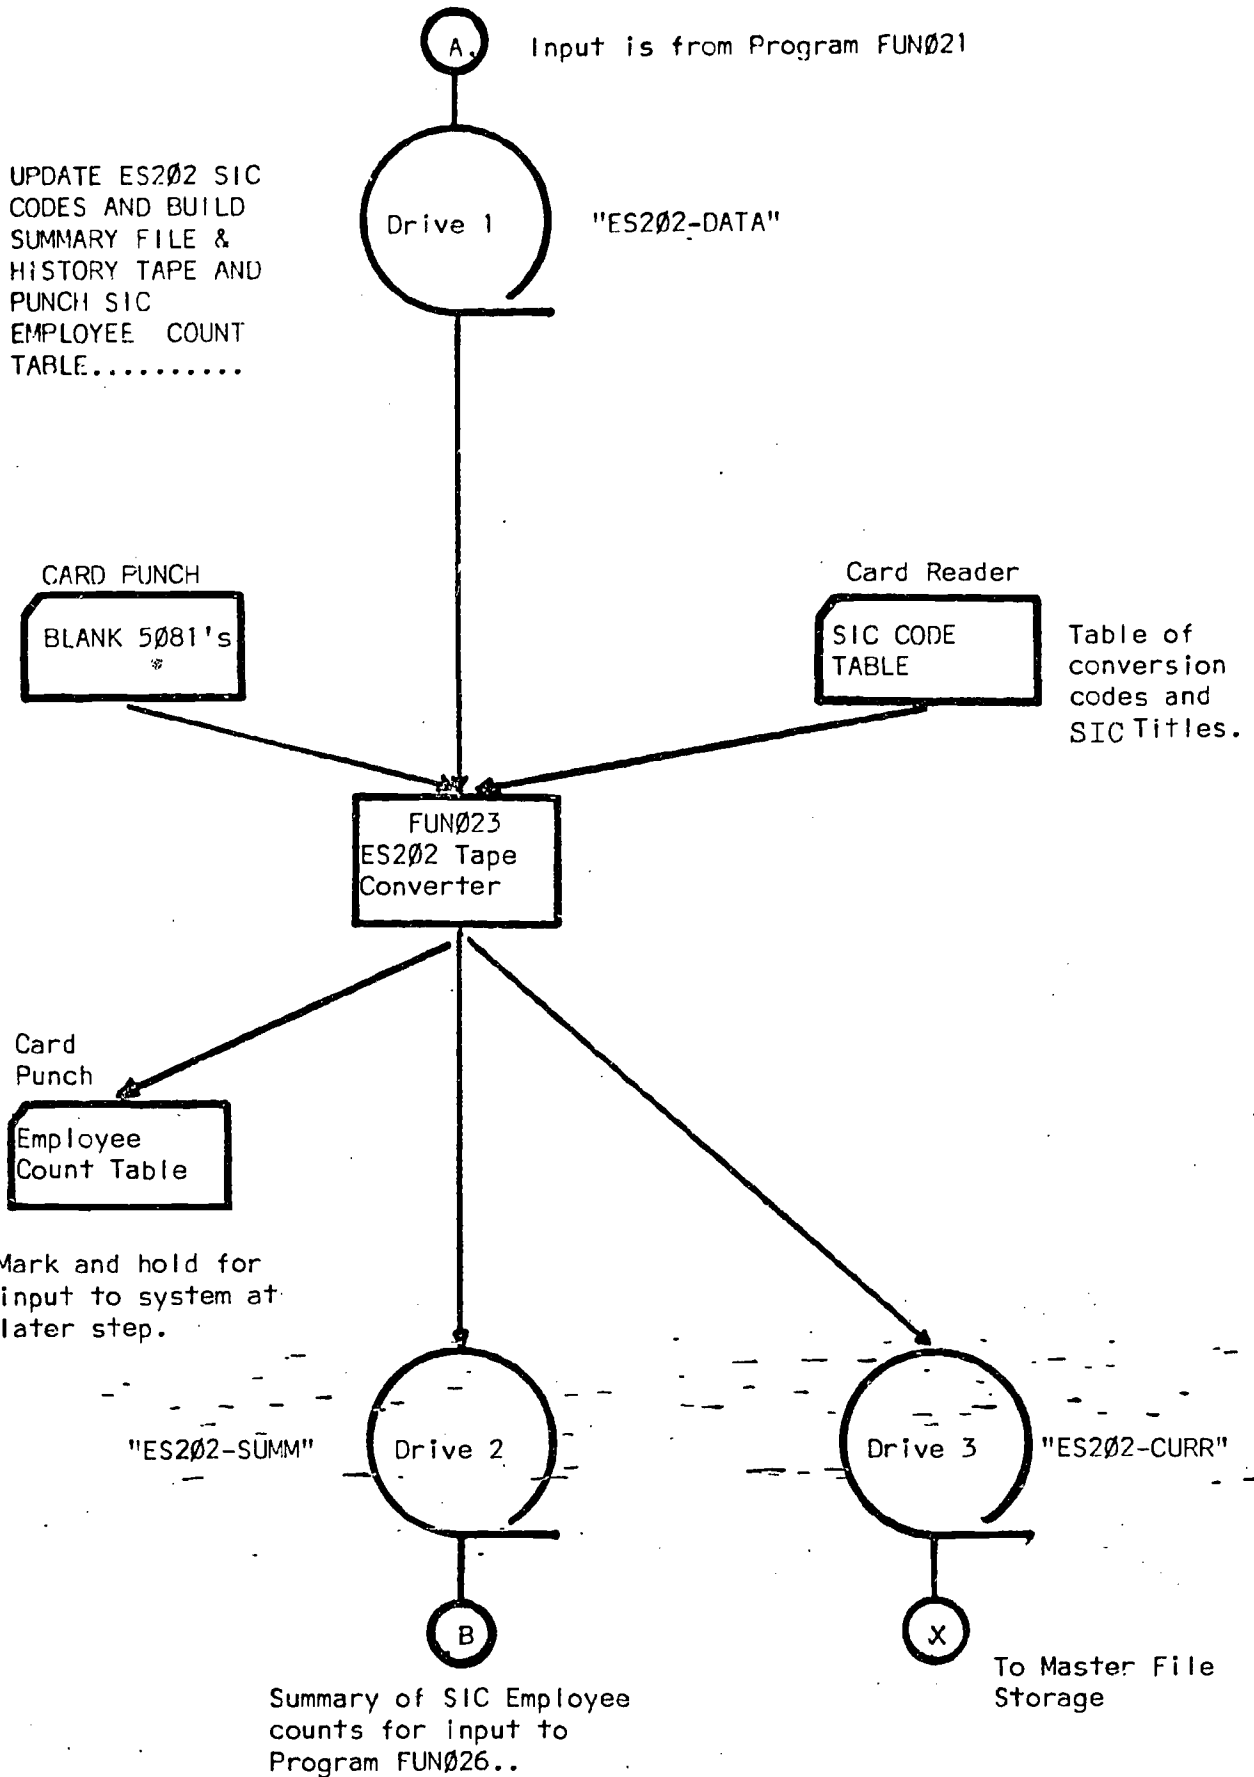 A.
Input is from Program FUNØ21
UPDATE ES2Ø2 SIC
CODES AND BUILD
SUMMARY FILE &
HISTORY TAPE AND
PUNCH SIC
EMPLOYEE COUNT
TABLE..........
Drive 1
"ES2Ø2-DATA"
CARD PUNCH
BLANK 5Ø81's
*
Card Reader
SIC CODE
TABLE
Table of
conversion
codes and
SIC Titles.
FUNØ23
ES2Ø2 Tape
Converter
Card
Punch
Employee
Count Table
Mark and hold for
input to system at
later step.
"ES2Ø2-SUMM"
Drive 2
Drive 3
"ES2Ø2-CURR"
B
X
Summary of SIC Employee
counts for input to
Program FUNØ26..
To Master File
Storage